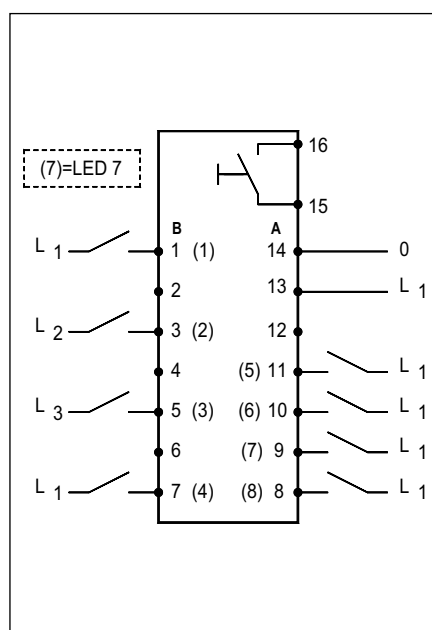 16
(7)=LED 7
15
B A
L 1 1 (1) 14 0
2 13 L 1
L 2 3 (2) 12
4 (5) 11 L 1
L 3 5 (3) (6) 10 L 1
6 (7) 9 L 1
L 1 7 (4) (8) 8 L 1